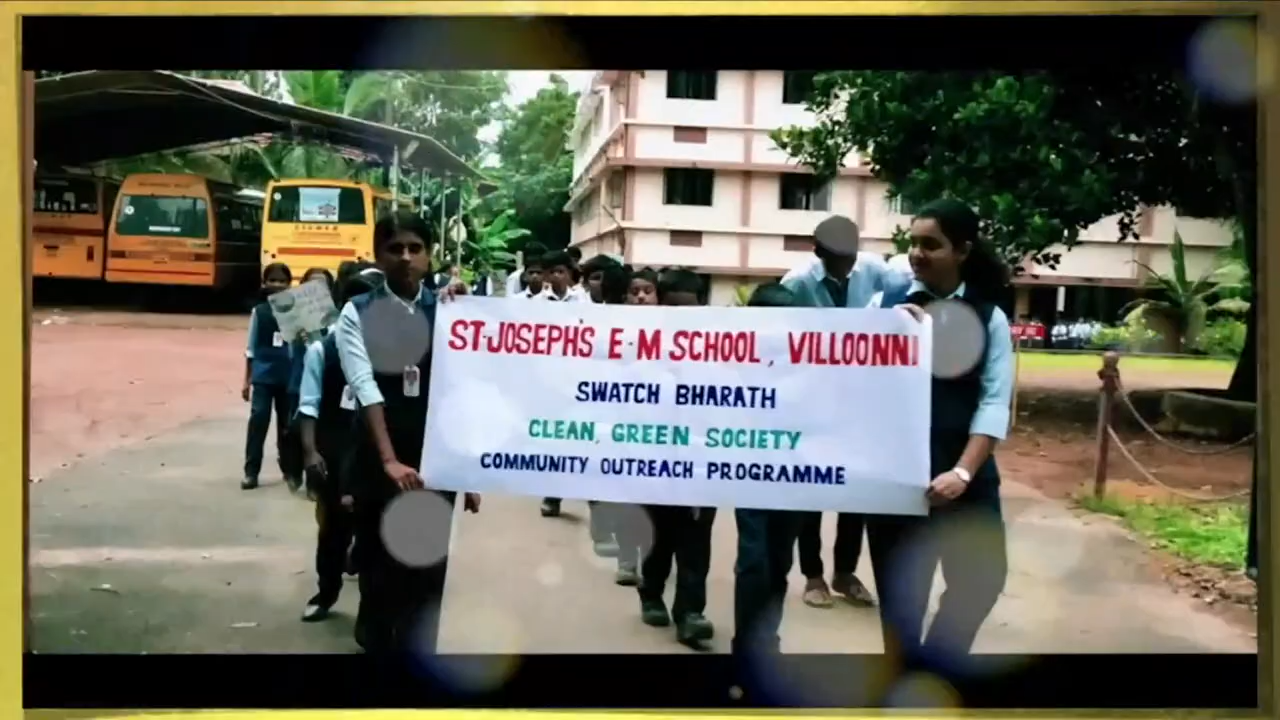 ST.JOSEPH'S E.M SCHOOL, VILLOONNI
SWATCH BHARATH
CLEAN, GREEN SOCIETY
COMMUNITY OUTREACH PROGRAMME